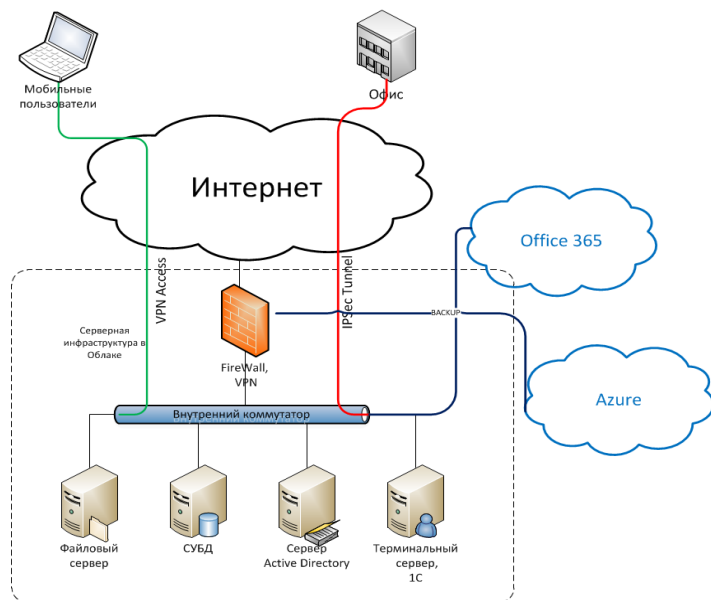 Мобильные
пользователи
Офис
Интернет
Office 365
VPN Access
IPSec Tunnel
BACKUP
Серверная
инфраструктура в
Облаке
FireWall,
VPN
Azure
Внутренний коммутатор
Файловый
сервер
СУБД
Сервер
Active Directory
Терминальный
сервер,
1С